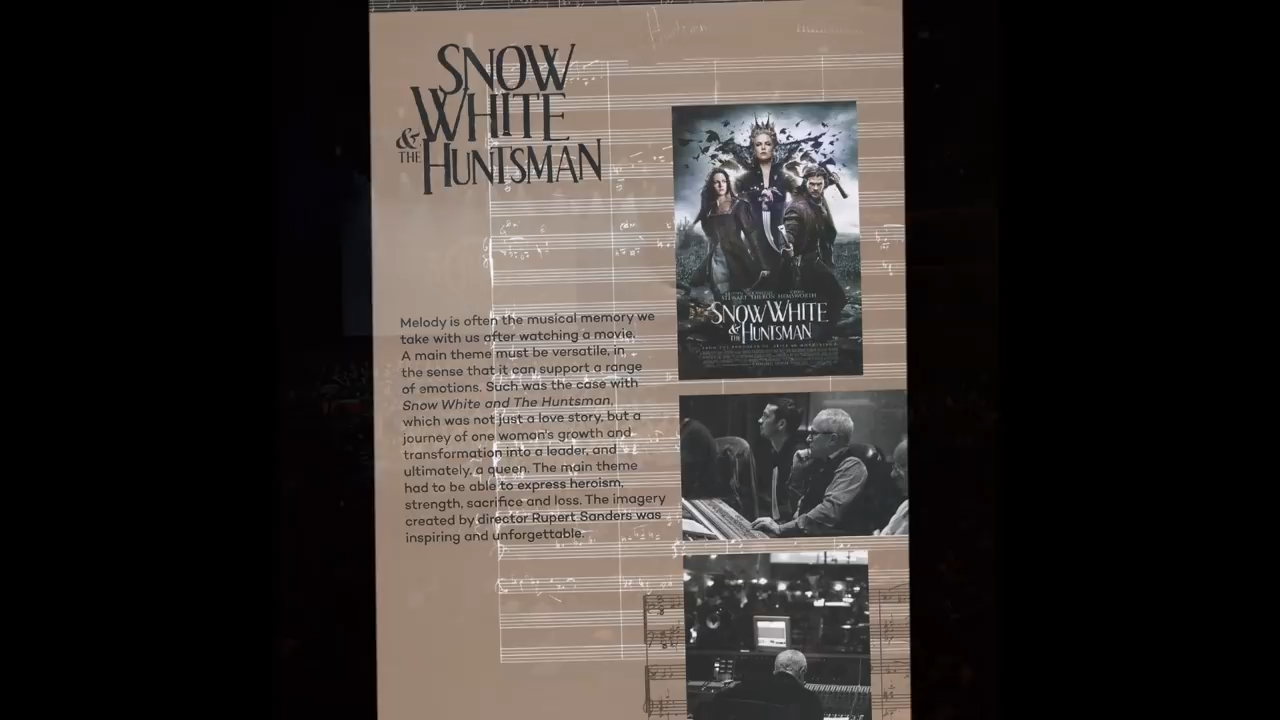 SNOW
WHITE
& THE HUNTSMAN
Melody is often the musical memory we
take with us after watching a movie.
A main theme must be versatile, in
the sense that it can support a range
of emotions. Such was the case with
Snow White and The Huntsman,
which was not just a love story, but a
journey of one woman's growth and
transformation into a leader, and
ultimately, a queen. The main theme
had to be able to express heroism,
strength, sacrifice and loss. The imagery
created by director Rupert Sanders was
inspiring and unforgettable.
STEWART THERON HEMSWORTH
SNOW WHITE
& THE HUNTSMAN